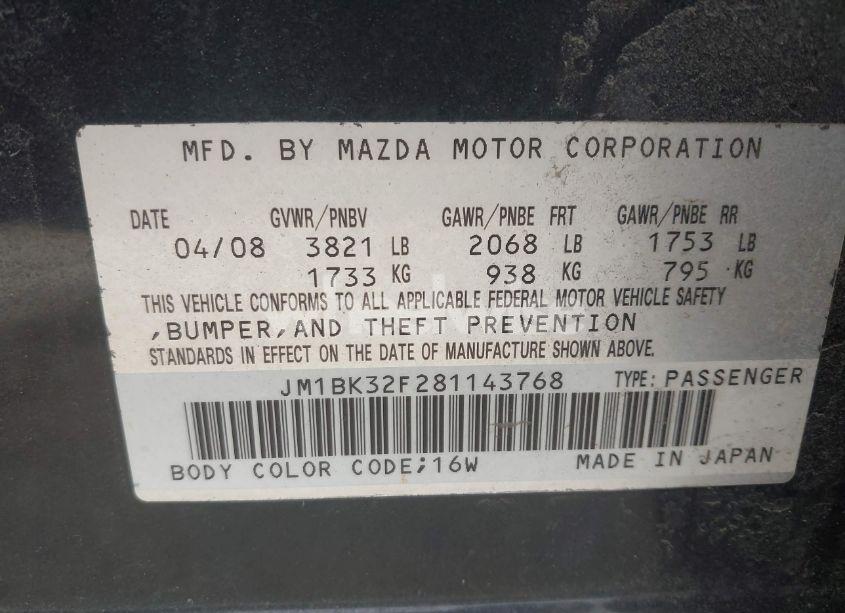 MFD. BY MAZDA MOTOR CORPORATION
DATE GVWR/PNBV GAWR/PNBE FRT GAWR/PNBE RR
04/08 3821 LB 2068 LB 1753 LB
1733 KG 938 KG 795 KG
THIS VEHICLE CONFORMS TO ALL APPLICABLE FEDERAL MOTOR VEHICLE SAFETY
,BUMPER,AND THEFT PREVENTION
STANDARDS IN EFFECT ON THE DATE OF MANUFACTURE SHOWN ABOVE.
JM1BK32F281143768 TYPE: PASSENGER
BODY COLOR CODE;16W MADE IN JAPAN